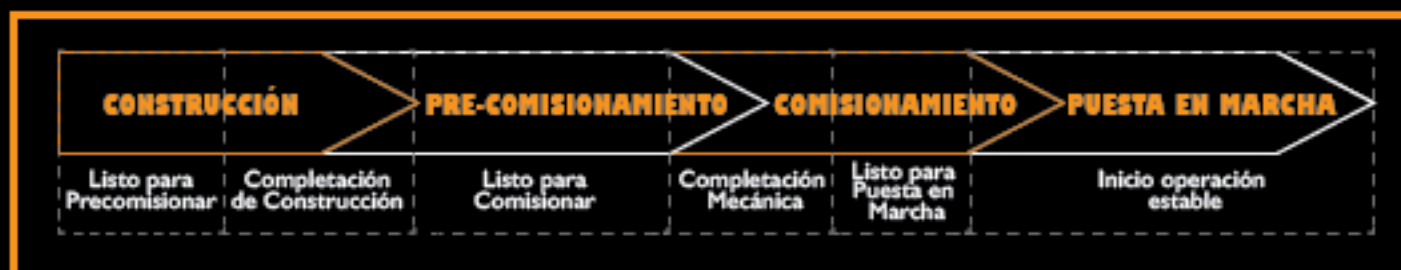 CONSTRUCCIÓN
PRE-COMISIONAMIENTO
COMISIONAMIENTO
PUESTA EN MARCHA
Listo para
Precomisionar
Completación
de Construcción
Listo para
Comisionar
Completación
Mecánica
Listo para
Puesta en
Marcha
Inicio operación
estable